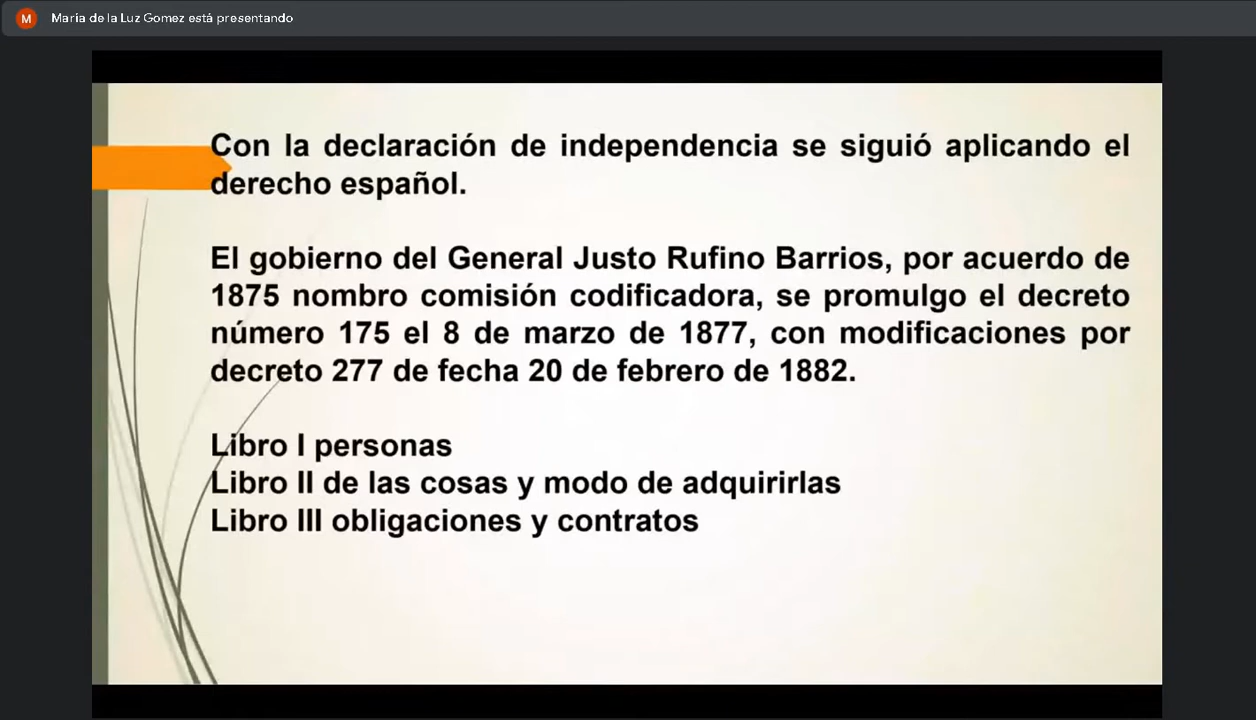 M María de la Luz Gomez está presentando
Con la declaración de independencia se siguió aplicando el
derecho español.
El gobierno del General Justo Rufino Barrios, por acuerdo de
1875 nombro comisión codificadora, se promulgo el decreto
número 175 el 8 de marzo de 1877, con modificaciones por
decreto 277 de fecha 20 de febrero de 1882.
Libro I personas
Libro II de las cosas y modo de adquirirlas
Libro III obligaciones y contratos